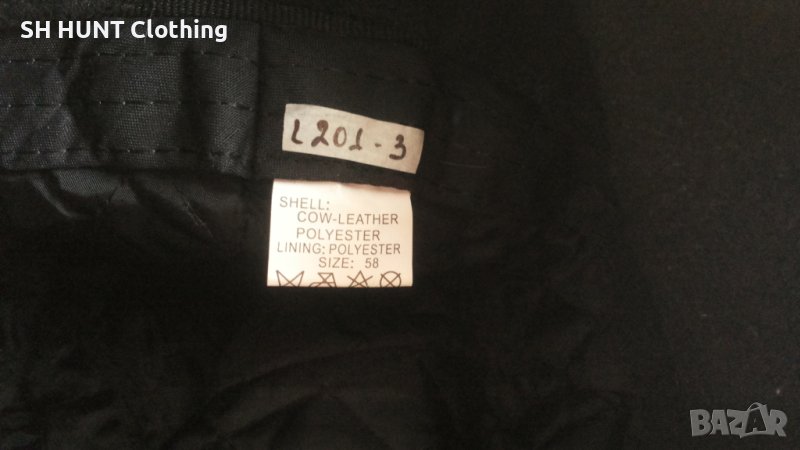 SH HUNT Clothing
L201-3
SHELL:
COW-LEATHER
POLYESTER
LINING: POLYESTER
SIZE: 58
BAZAR